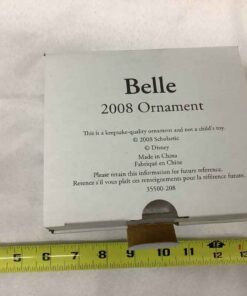 Belle
2008 Ornament
This is a keepsake-quality ornament and not a child's toy.
© 2008 Scholastic
© Disney
Made in China
Fabriqué en Chine
Please retain this information for future reference.
Retenez s'il vous plaît ces renseignements pour la référence future.
35500-208
5 6 7 8 9 10 11 12 13